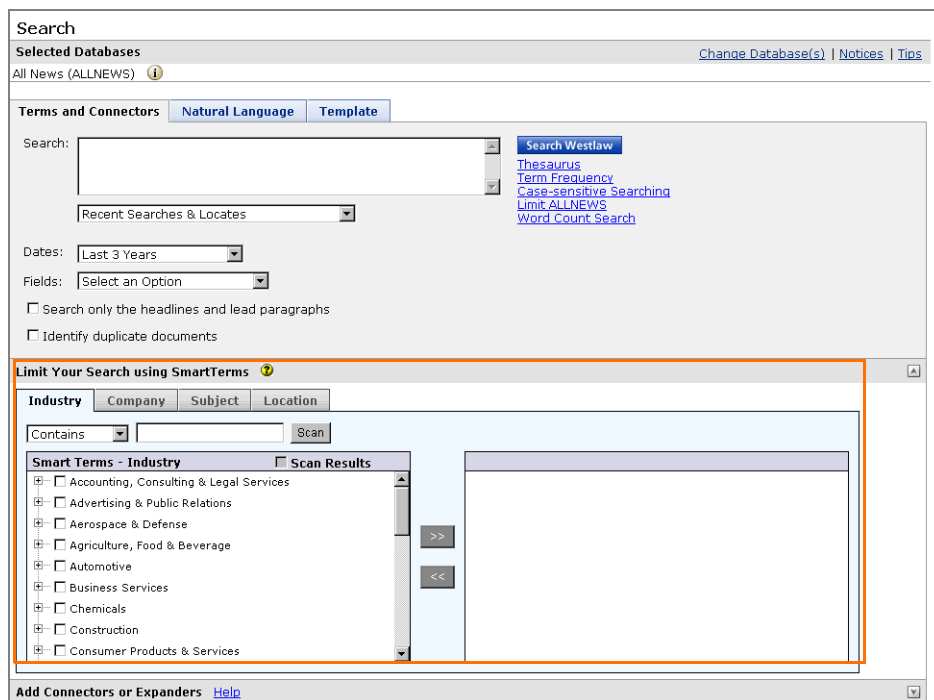 Search
Selected Databases
Change Database(s) | Notices | Tips
All News (ALLNEWS) i
Terms and Connectors Natural Language Template
Search:
Search Westlaw
Thesaurus
Term Frequency
Case-sensitive Searching
Limit ALLNEWS
Word Count Search
Recent Searches & Locates
Dates: Last 3 Years
Fields: Select an Option
Search only the headlines and lead paragraphs
Identify duplicate documents
Limit Your Search using SmartTerms ?
Industry Company Subject Location
Contains Scan
Smart Terms - Industry Scan Results
Accounting, Consulting & Legal Services
Advertising & Public Relations
Aerospace & Defense
Agriculture, Food & Beverage
Automotive
Business Services
Chemicals
Construction
Consumer Products & Services
>>
<<
Add Connectors or Expanders Help